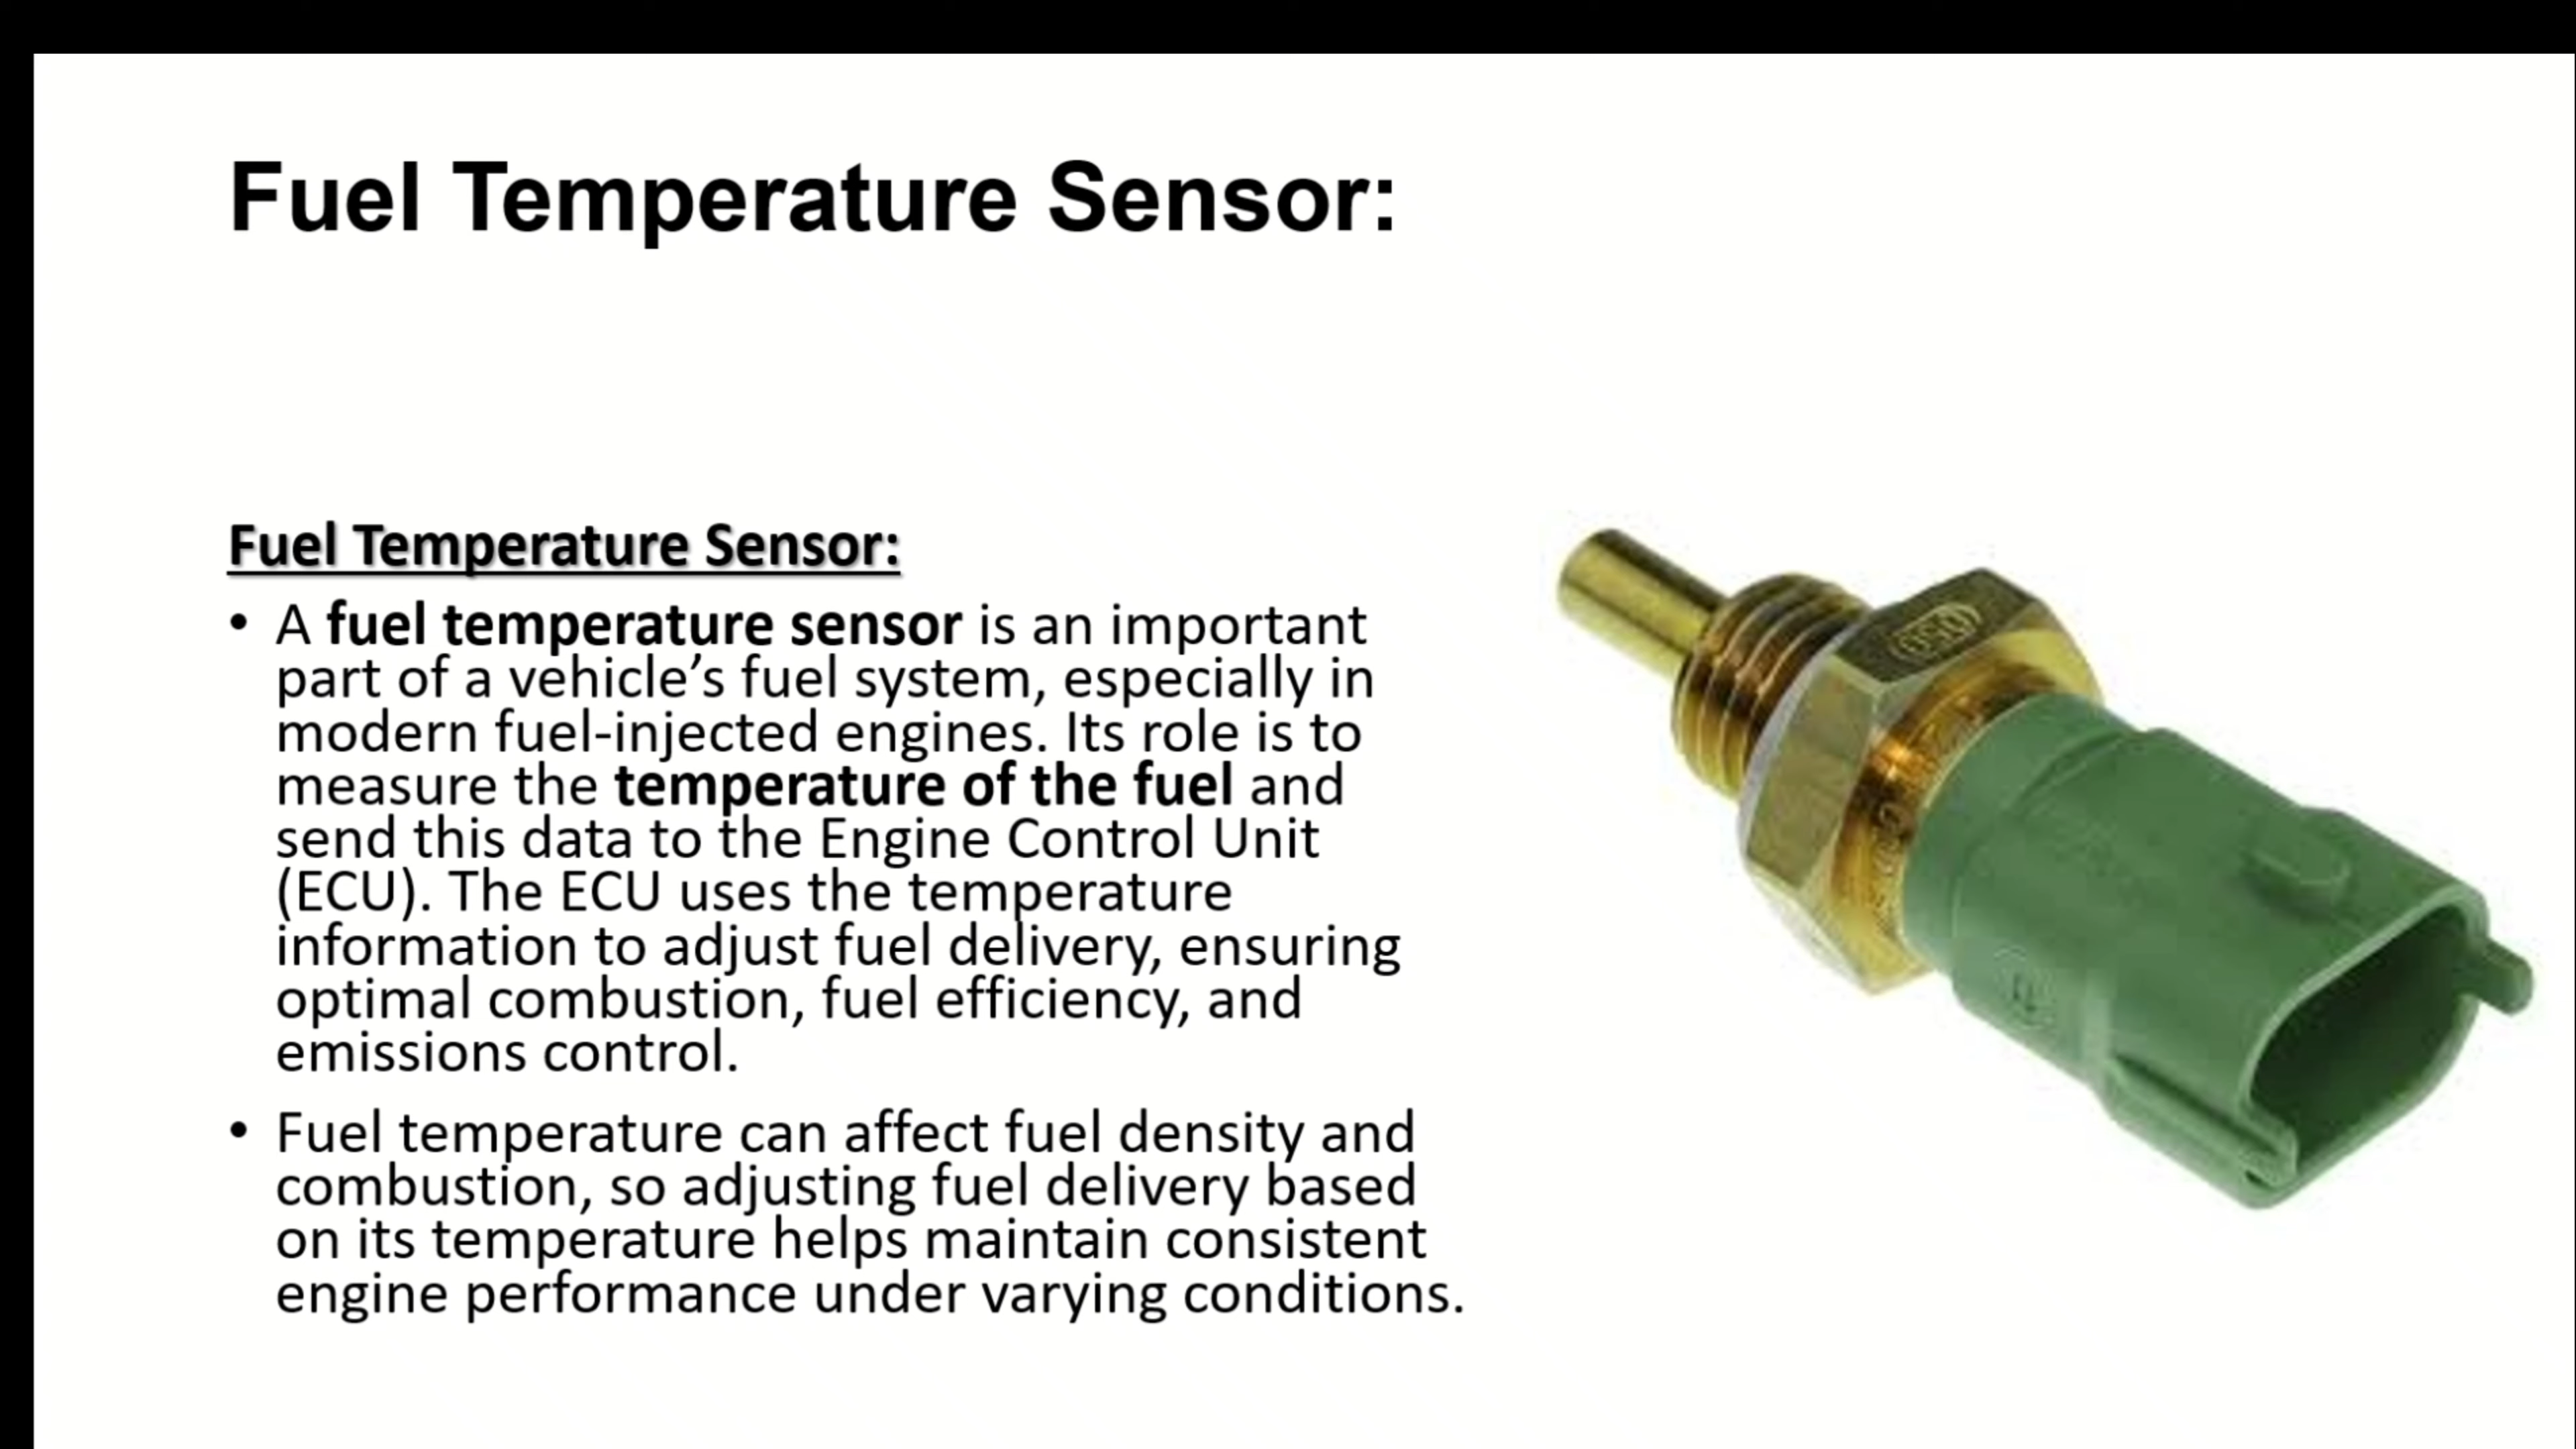 Fuel Temperature Sensor:
Fuel Temperature Sensor:
• A fuel temperature sensor is an important
part of a vehicle’s fuel system, especially in
modern fuel-injected engines. Its role is to
measure the temperature of the fuel and
send this data to the Engine Control Unit
(ECU). The ECU uses the temperature
information to adjust fuel delivery, ensuring
optimal combustion, fuel efficiency, and
emissions control.
• Fuel temperature can affect fuel density and
combustion, so adjusting fuel delivery based
on its temperature helps maintain consistent
engine performance under varying conditions.